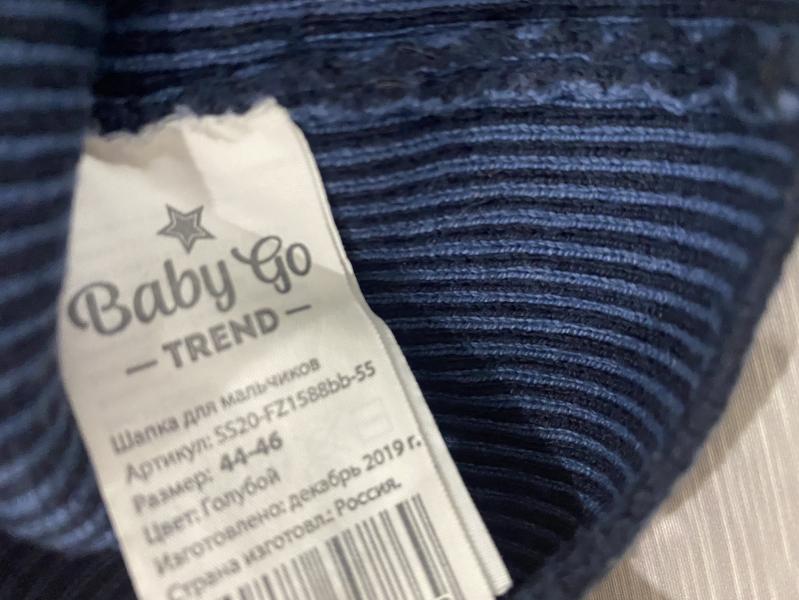 Baby Go
— TREND —
Шапка для мальчиков
Артикул: SS20-FZ1588bb-55
Размер: 44-46
Цвет: Голубой
Изготовлено: декабрь 2019 г.
Страна изготовл.: Россия.